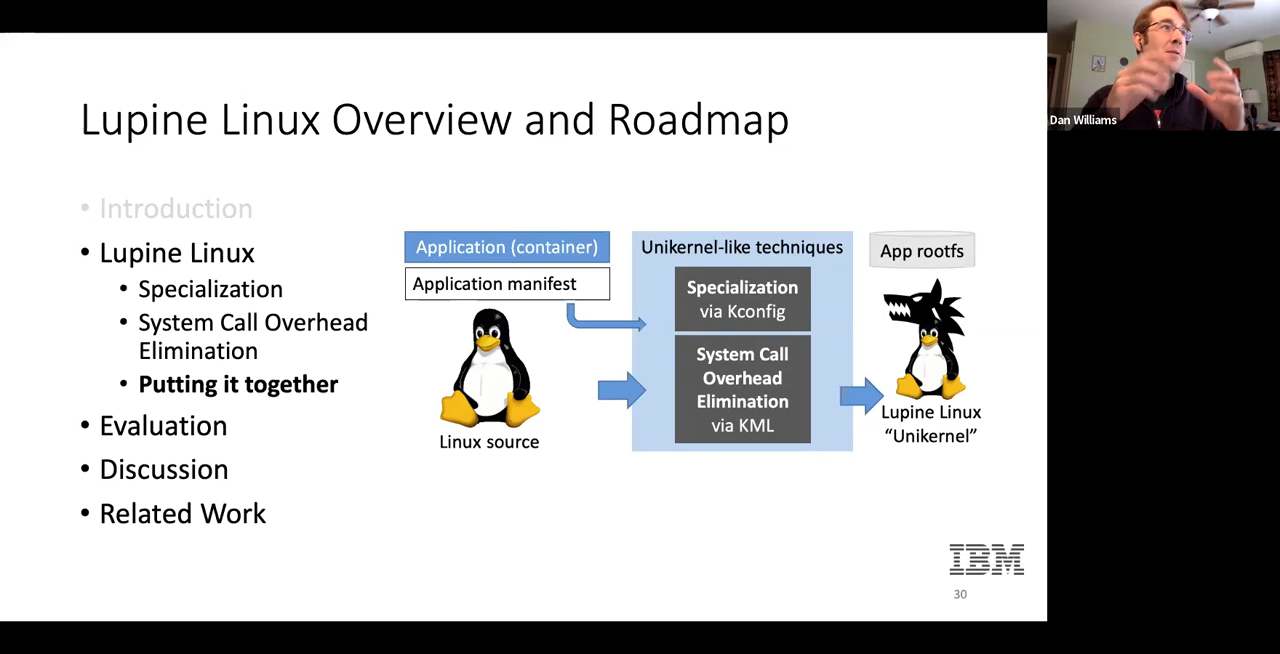 Lupine Linux Overview and Roadmap
• Introduction
• Lupine Linux
• Specialization
• System Call Overhead
Elimination
• Putting it together
• Evaluation
• Discussion
• Related Work
Application (container)
Application manifest
Linux source
Unikernel-like techniques
Specialization
via Kconfig
System Call
Overhead
Elimination
via KML
App rootfs
Lupine Linux
“Unikernel”
IBM
30
Dan Williams